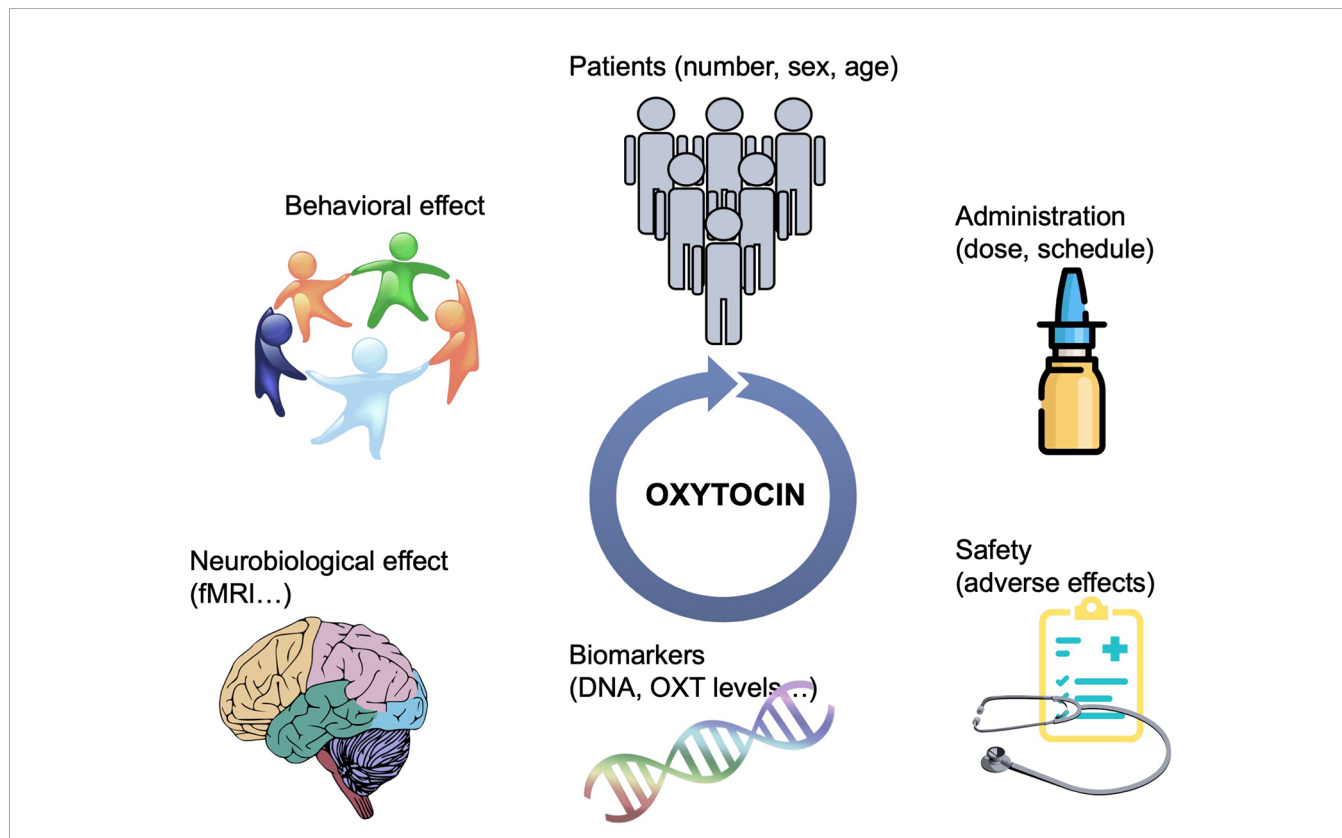 Patients (number, sex, age)
Behavioral effect
Administration
(dose, schedule)
OXYTOCIN
Neurobiological effect
(fMRI…)
Safety
(adverse effects)
Biomarkers
(DNA, OXT levels…)